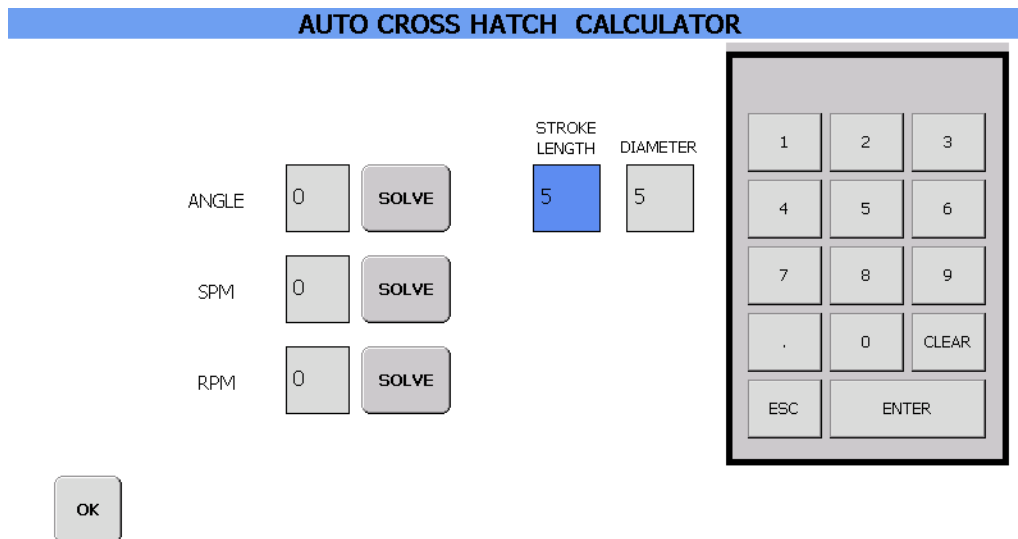 AUTO CROSS HATCH CALCULATOR
STROKE
LENGTH
DIAMETER
5
5
ANGLE
0
SOLVE
SPM
0
SOLVE
RPM
0
SOLVE
1 2 3
4 5 6
7 8 9
. 0 CLEAR
ESC ENTER
OK